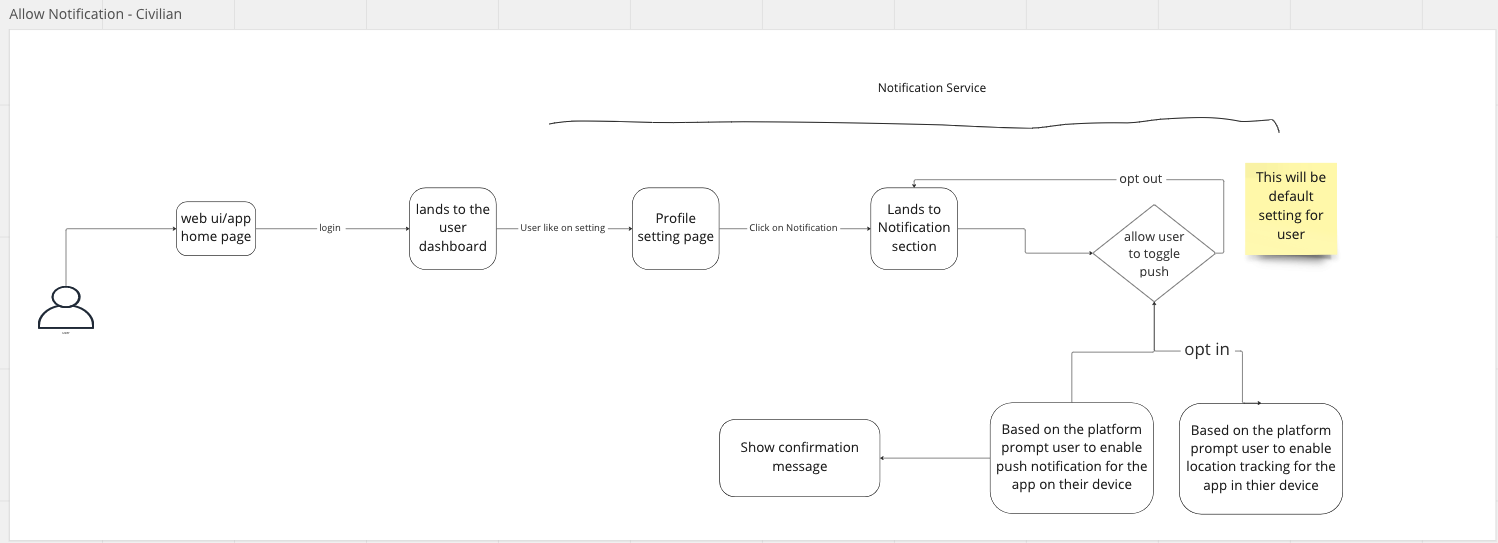 Allow Notification - Civilian
Notification Service
opt out
This will be
default
setting for
user
web ui/app
home page
login
lands to the
user
dashboard
User like on setting
Profile
setting page
Click on Notification
Lands to
Notification
section
allow user
to toggle
push
opt in
Show confirmation
message
Based on the platform
prompt user to enable
push notification for the
app on their device
Based on the platform
prompt user to enable
location tracking for the
app in thier device